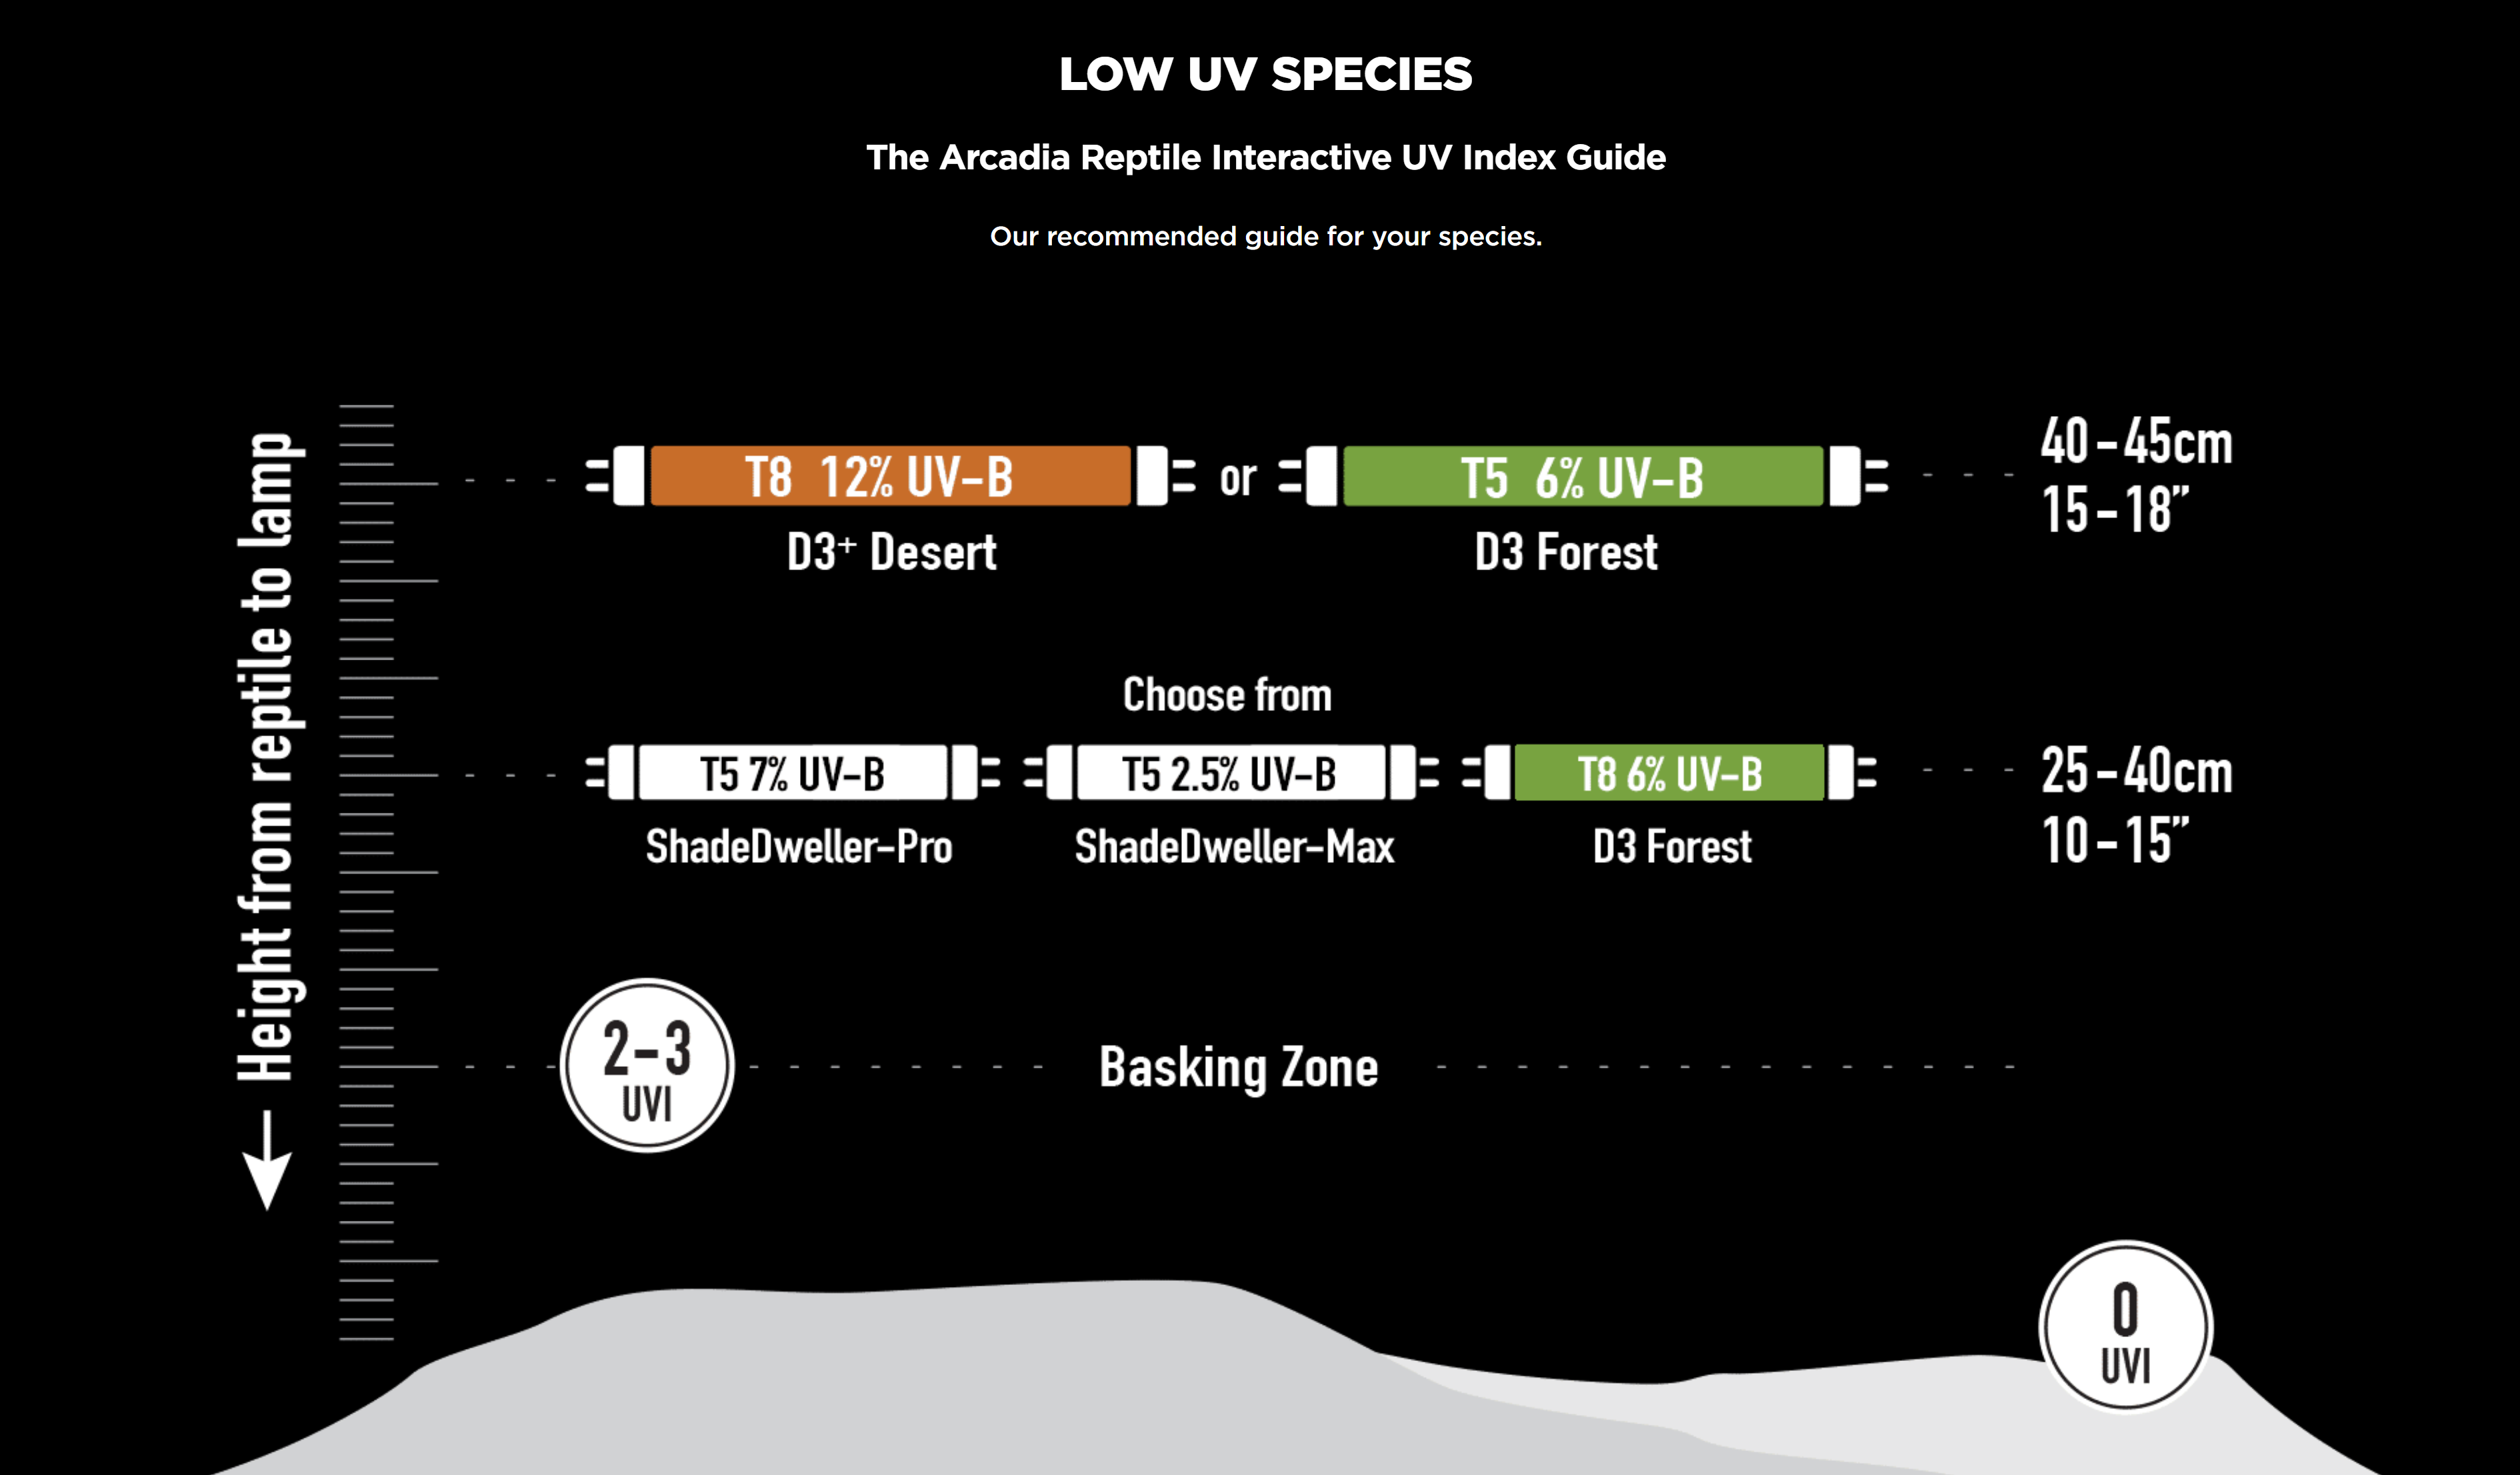 LOW UV SPECIES
The Arcadia Reptile Interactive UV Index Guide
Our recommended guide for your species.
Height from reptile to lamp
T8 12% UV-B or T5 6% UV-B
D3+ Desert
D3 Forest
40-45cm
15-18”
Choose from
T5 7% UV-B
T5 2.5% UV-B
T8 6% UV-B
ShadeDweller-Pro
ShadeDweller-Max
D3 Forest
25-40cm
10-15”
2-3
UVI
Basking Zone
0
UVI